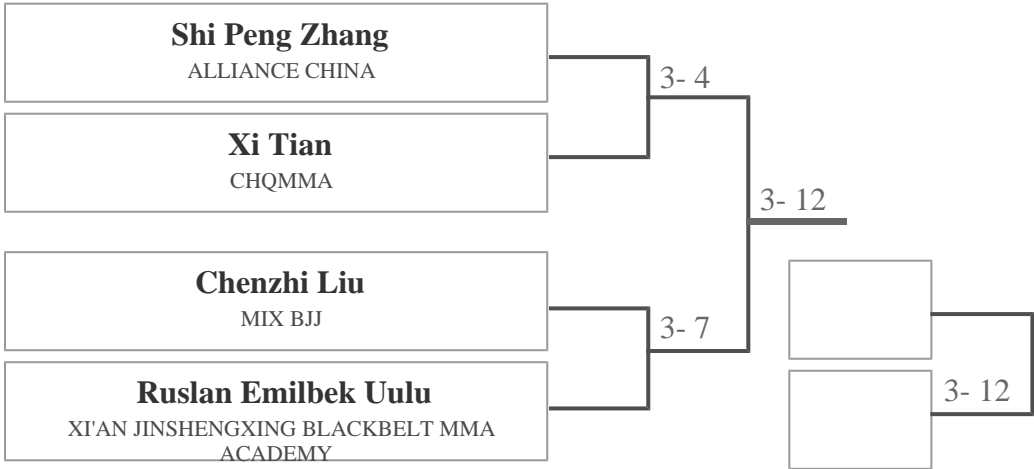 Shi Peng Zhang
ALLIANCE CHINA
3- 4
Xi Tian
CHQMMA
3- 12
Chenzhi Liu
MIX BJJ
3- 7
Ruslan Emilbek Uulu
XI'AN JINSHENGXING BLACKBELT MMA
ACADEMY
3- 12